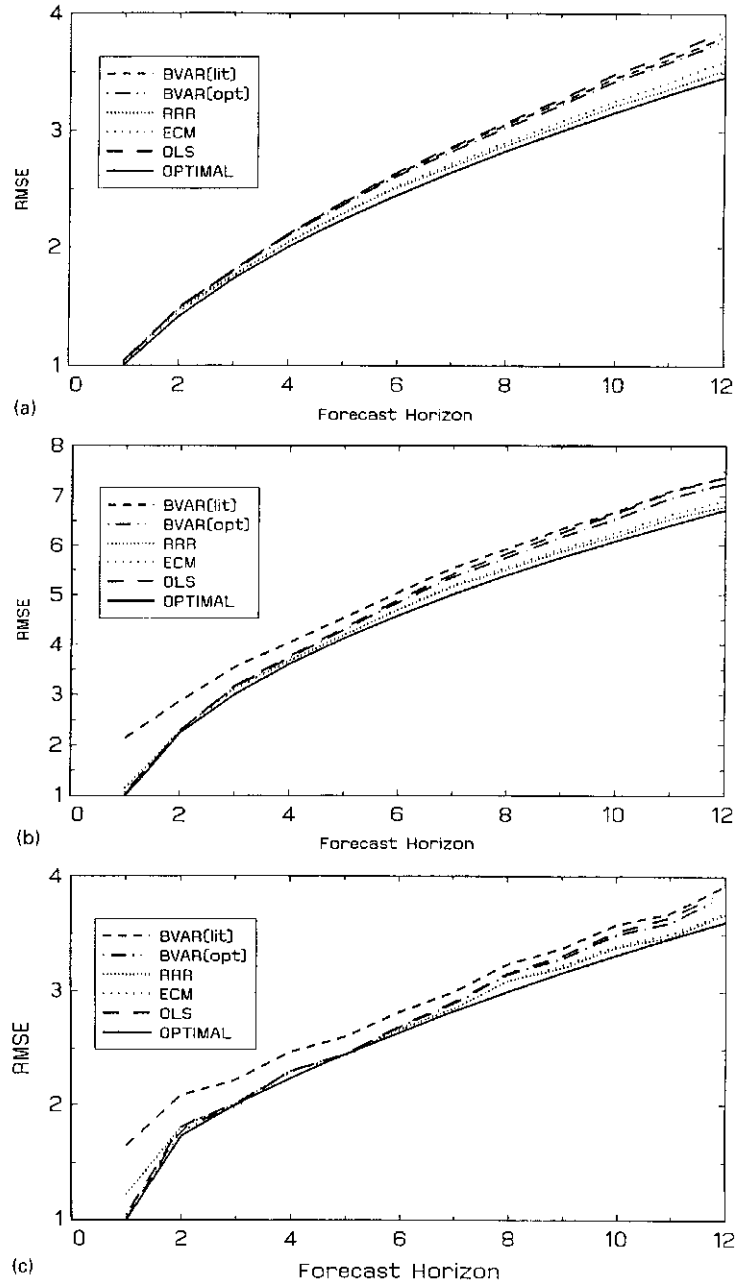 4
3
2
1
RMSE
BVAR(lit)
BVAR(opt)
RRR
ECM
OLS
OPTIMAL
0 2 4 6 8 10 12
(a)
Forecast Horizon
8
7
6
5
4
3
2
1
RMSE
BVAR(lit)
BVAR(opt)
RRR
ECM
OLS
OPTIMAL
0 2 4 6 8 10 12
(b)
Forecast Horizon
4
3
2
1
RMSE
BVAR(lit)
BVAR(opt)
RRR
ECM
OLS
OPTIMAL
0 2 4 6 8 10 12
(c)
Forecast Horizon